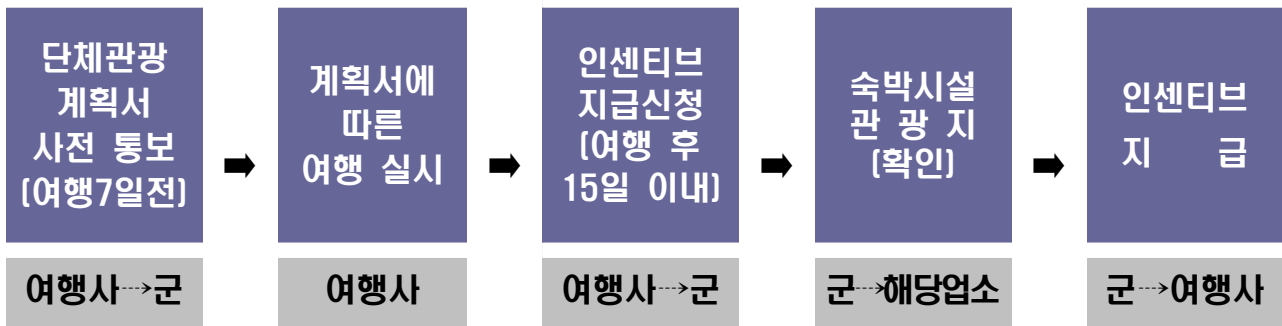 단체관광
계획서
사전 통보
(여행7일전)
계획서에
따른
여행 실시
인센티브
지급신청
(여행 후
15일 이내)
숙박시설
관 광 지
(확인)
인센티브
지 급
여행사→군
여행사
여행사→군
군→해당업소
군→여행사